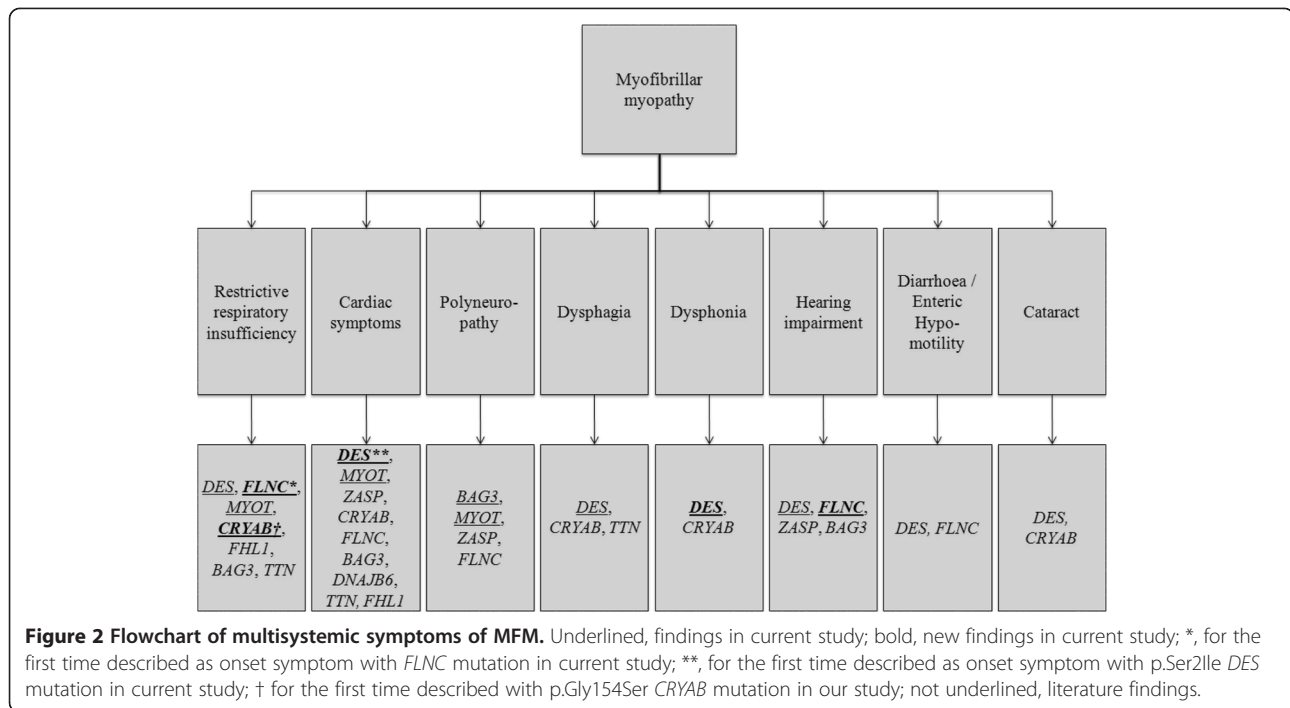 Myofibrillar
myopathy
Restrictive
respiratory
insufficiency
Cardiac
symptoms
Polyneuro-
pathy
Dysphagia
Dysphonia
Hearing
impairment
Diarrhoea /
Enteric
Hypo-
motility
Cataract
DES, FLNC*,
MYOT,
CRYAB†,
FHL1,
BAG3, TTN
DES**,
MYOT,
ZASP,
CRYAB,
FLNC,
BAG3,
DNAJB6,
TTN, FHL1
BAG3,
MYOT,
ZASP,
FLNC
DES,
CRYAB, TTN
DES,
CRYAB
DES, FLNC,
ZASP, BAG3
DES, FLNC
DES,
CRYAB
Figure 2 Flowchart of multisystemic symptoms of MFM. Underlined, findings in current study; bold, new findings in current study; *, for the
first time described as onset symptom with FLNC mutation in current study; **, for the first time described as onset symptom with p.Ser2Ile DES
mutation in current study; † for the first time described with p.Gly154Ser CRYAB mutation in our study; not underlined, literature findings.